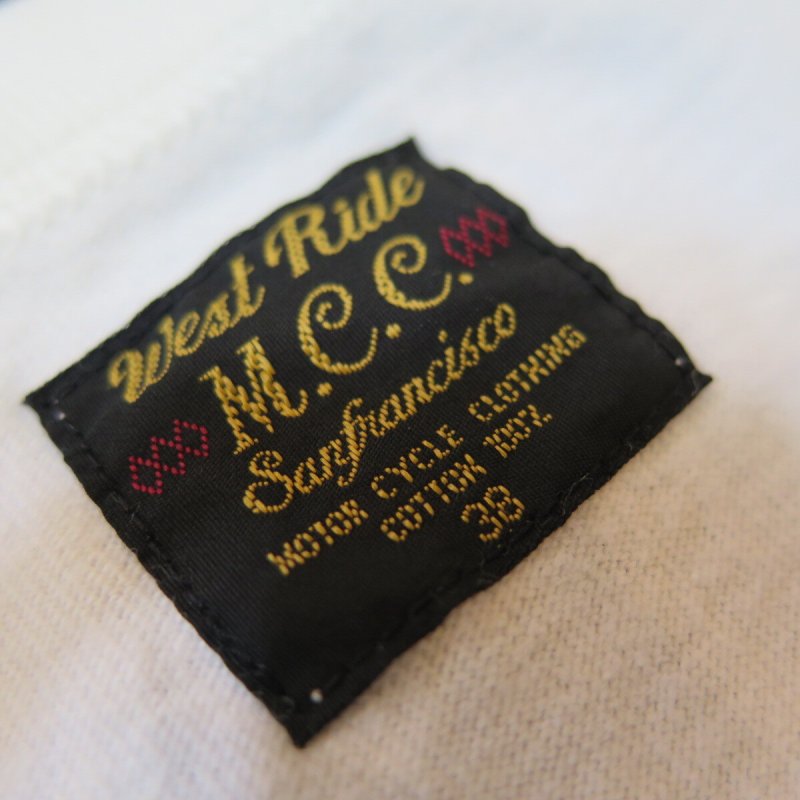 West Ride
M.C.C.
Sanfrancisco
MOTOR CYCLE CLOTHING
COTTON 100%
38